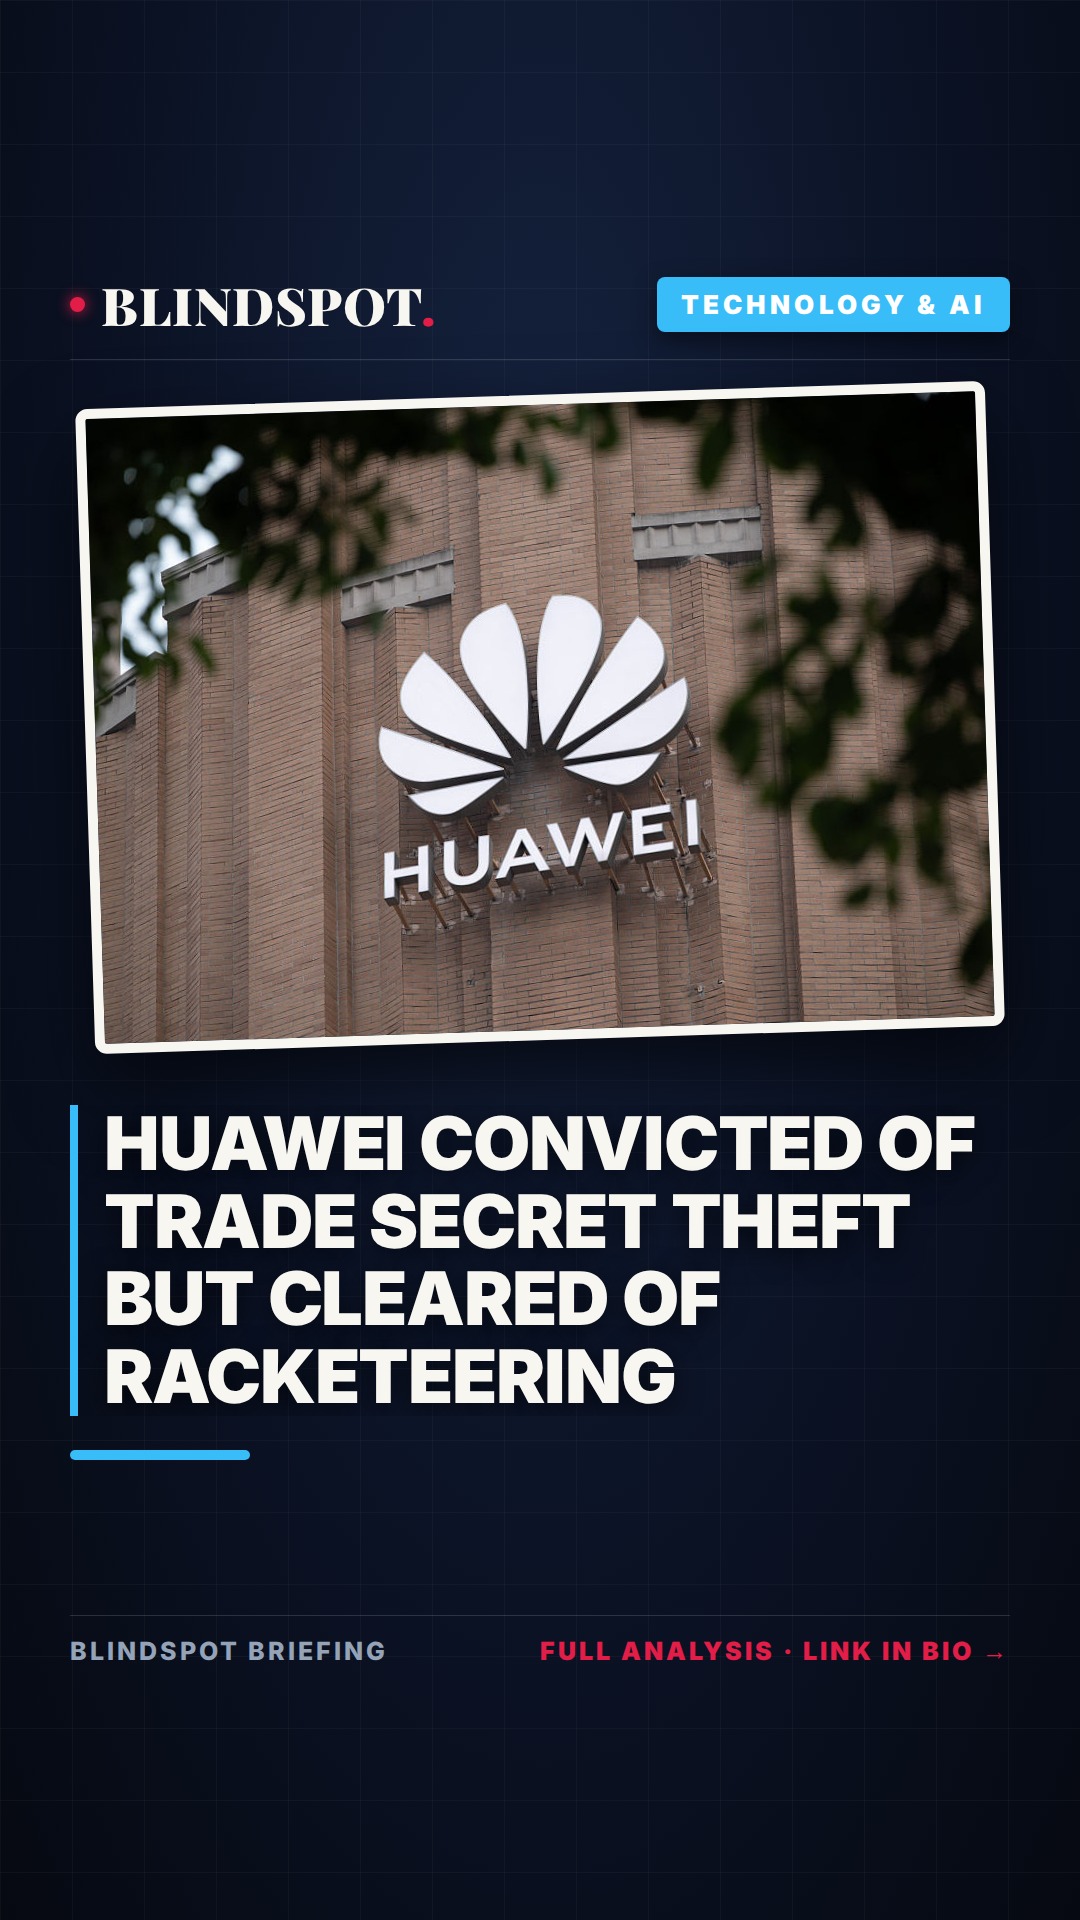 BLINDSPOT.
TECHNOLOGY & AI
HUAWEI
HUAWEI CONVICTED OF
TRADE SECRET THEFT
BUT CLEARED OF
RACKETEERING
BLINDSPOT BRIEFING
FULL ANALYSIS · LINK IN BIO →